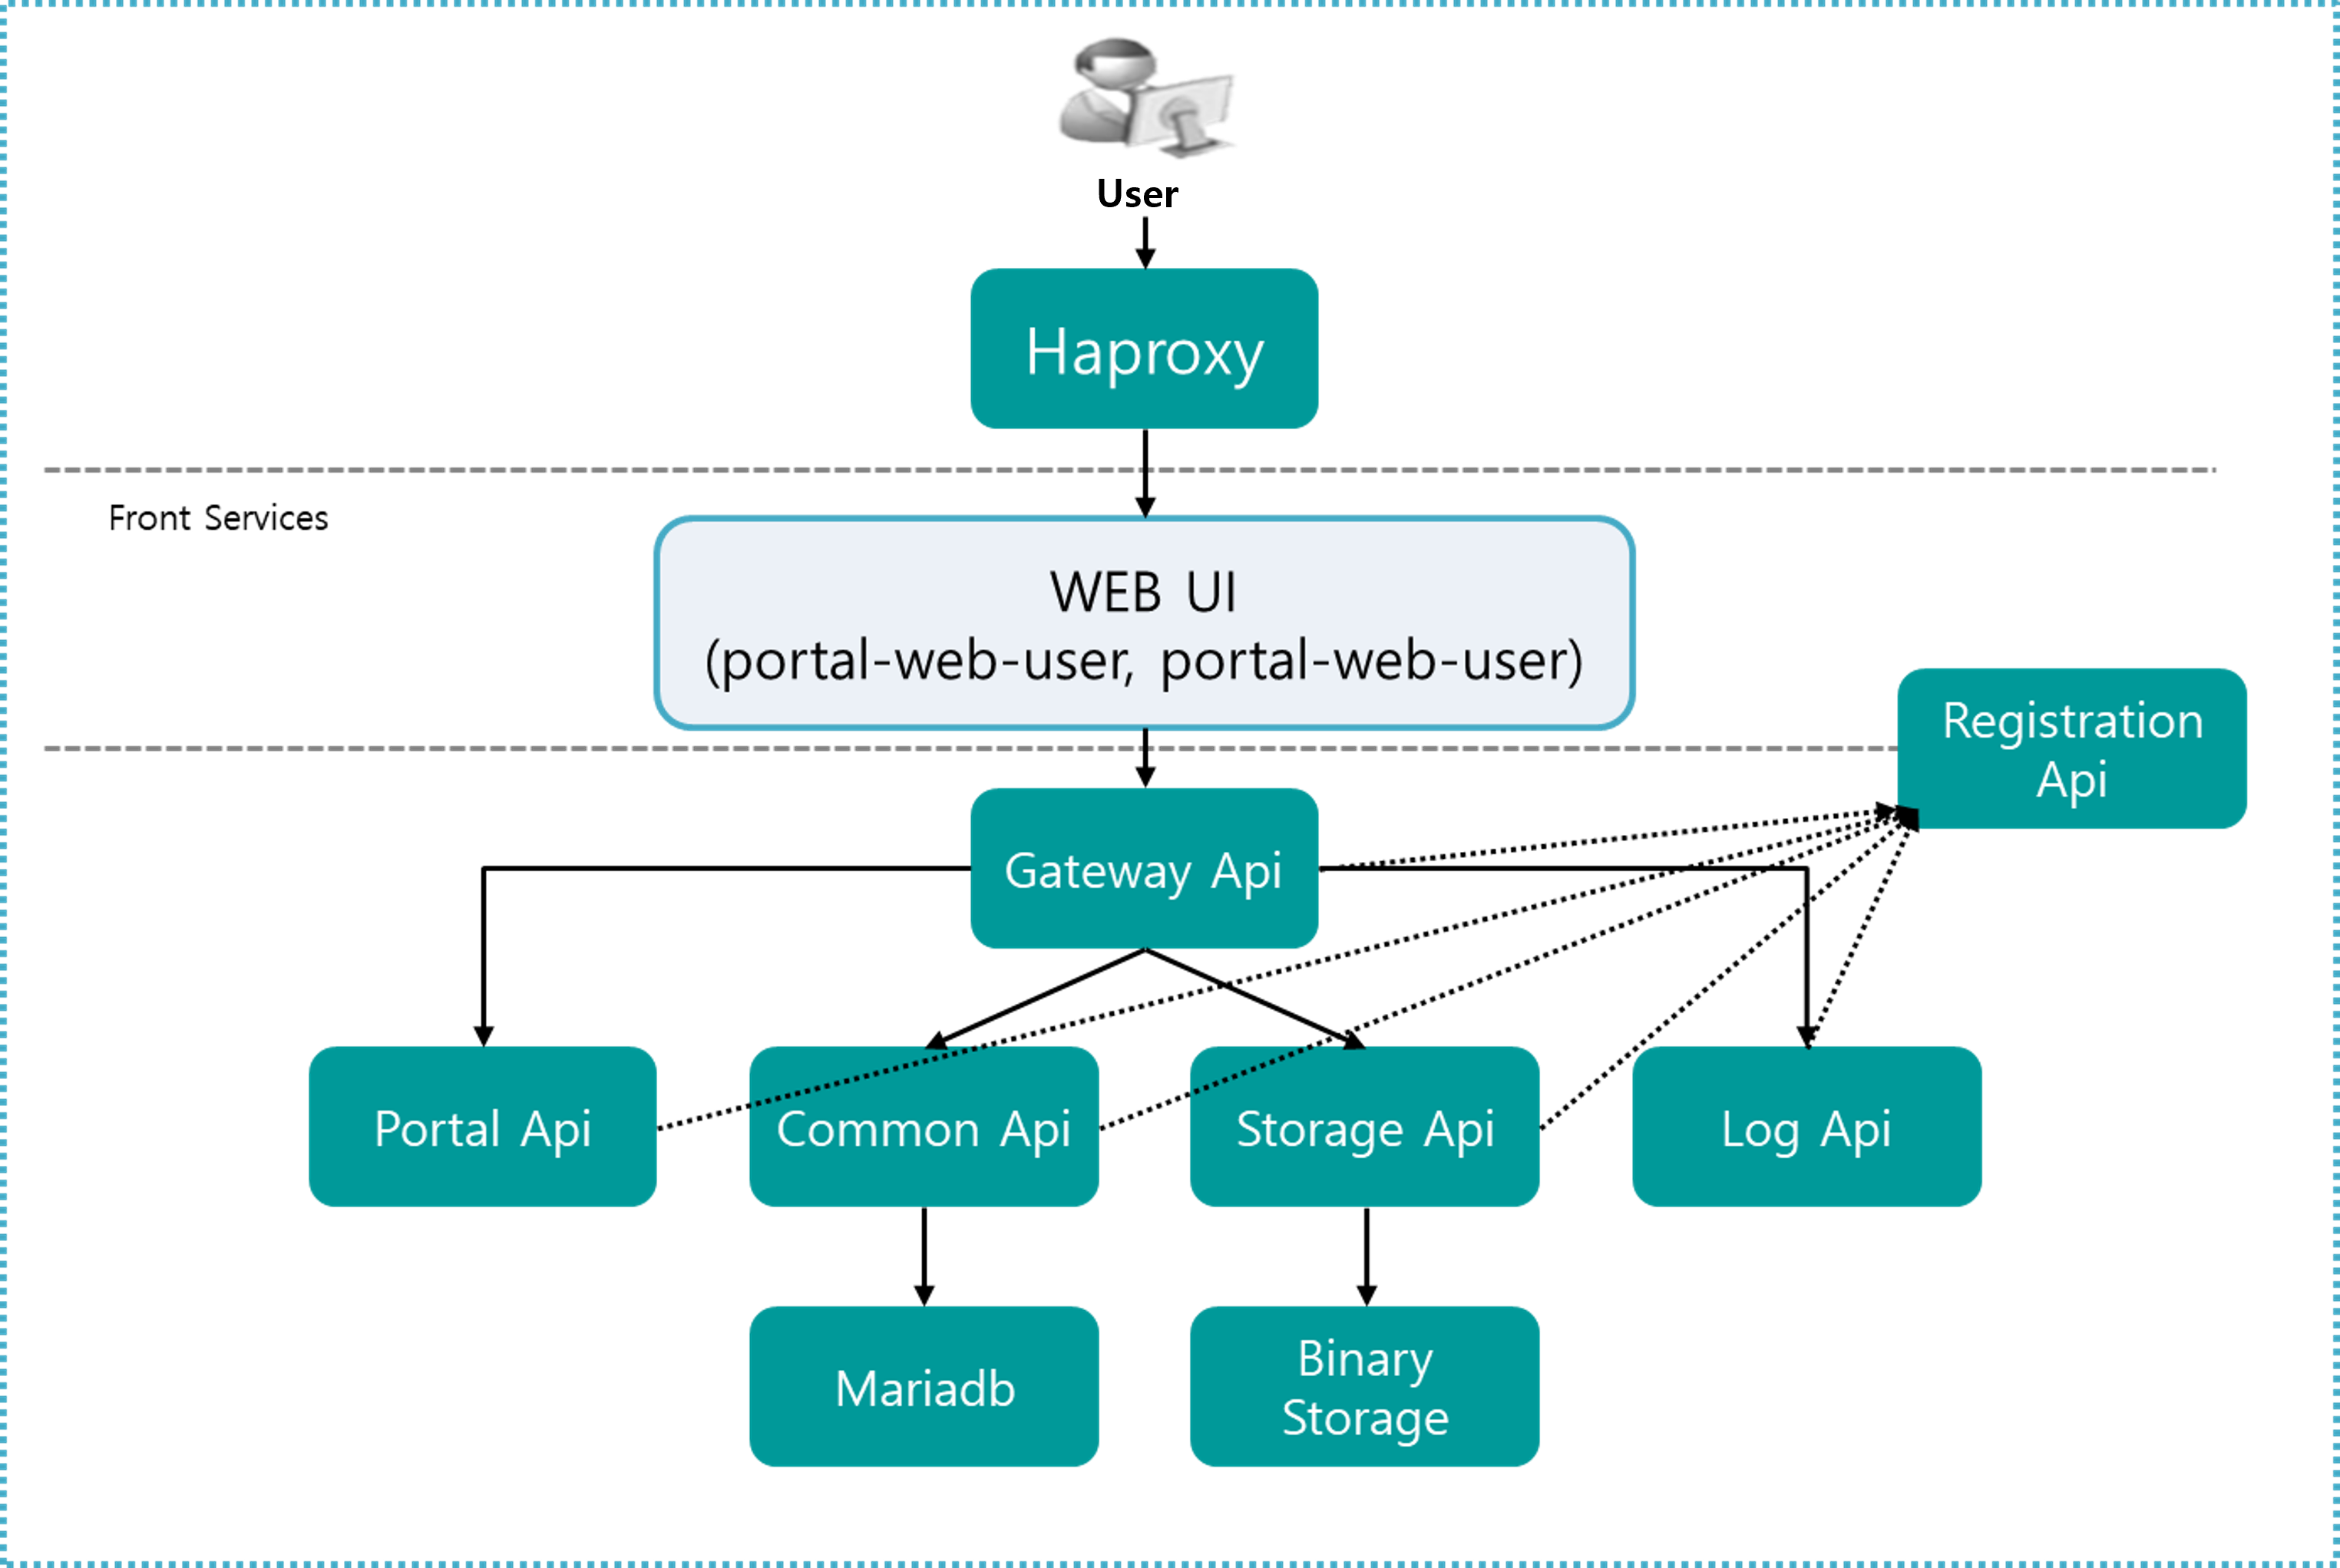 User
Haproxy
Front Services
WEB UI
(portal-web-user, portal-web-user)
Registration
Api
Gateway Api
Portal Api
Common Api
Storage Api
Log Api
Mariadb
Binary
Storage